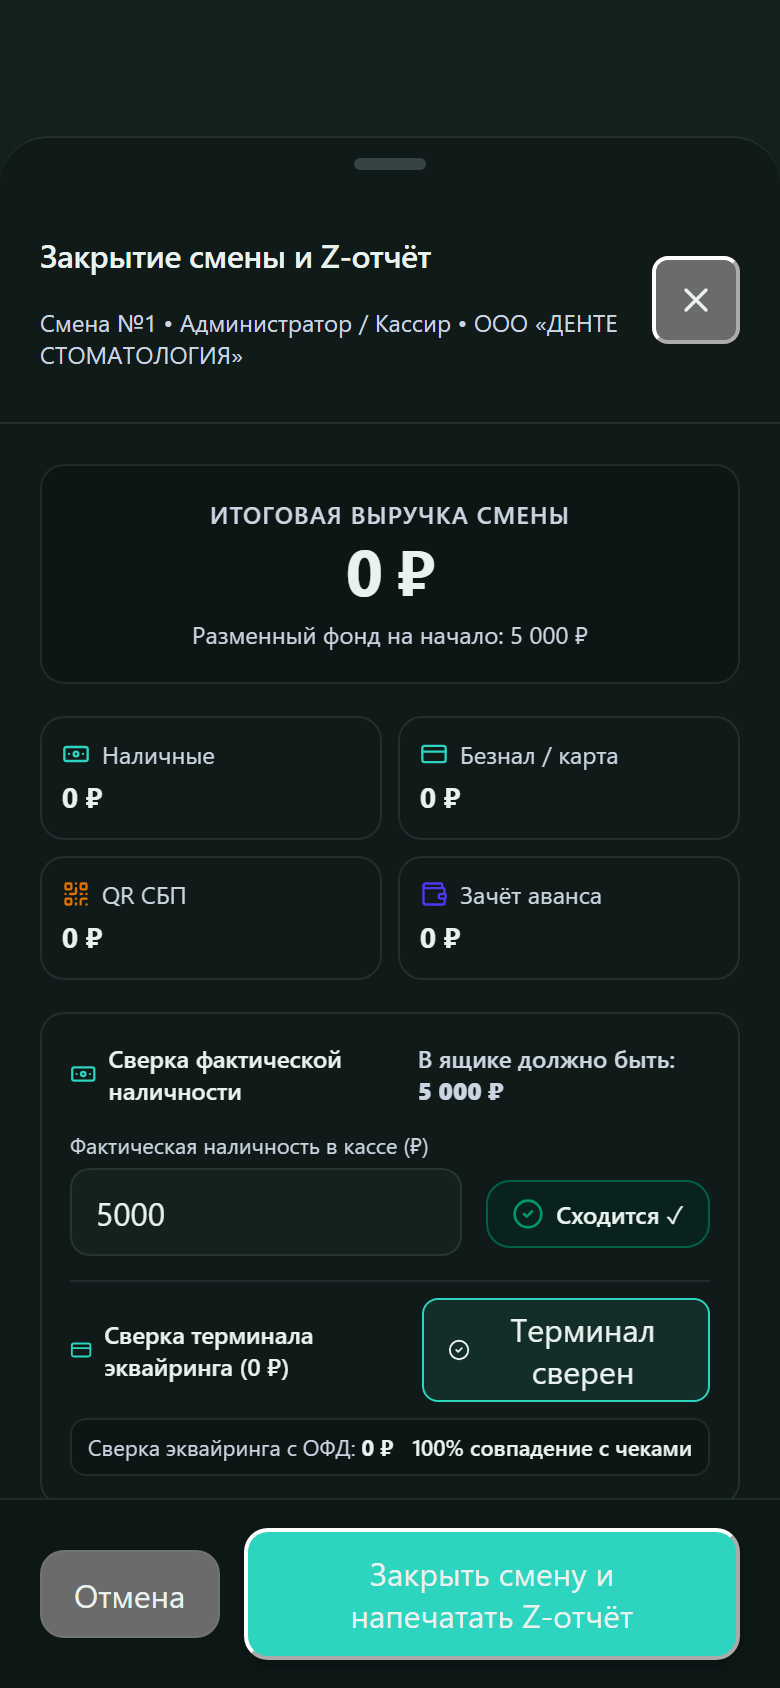 Закрытие смены и Z-отчёт
Смена №1 • Администратор / Кассир • ООО «ДЕНТЕ
СТОМАТОЛОГИЯ»
ИТОГОВАЯ ВЫРУЧКА СМЕНЫ
0 ₽
Разменный фонд на начало: 5 000 ₽
Наличные
0 ₽
Безнал / карта
0 ₽
QR СБП
0 ₽
Зачёт аванса
0 ₽
Сверка фактической
наличности
В ящике должно быть:
5 000 ₽
Фактическая наличность в кассе (₽)
5000
Сходится ✓
Сверка терминала
эквайринга (0 ₽)
Терминал
сверен
Сверка эквайринга с ОФД: 0 ₽ 100% совпадение с чеками
Отмена
Закрыть смену и
напечатать Z-отчёт